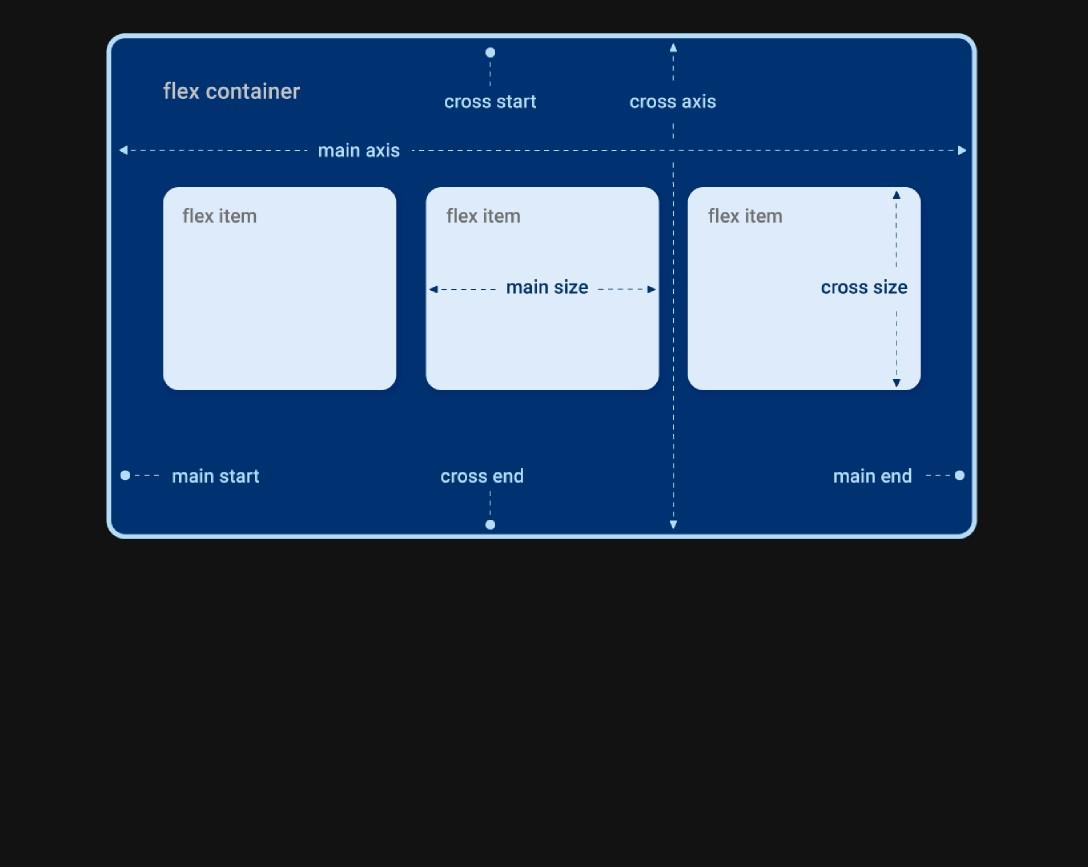 flex container
cross start
cross axis
main axis
flex item
flex item
flex item
main size
cross size
main start
cross end
main end